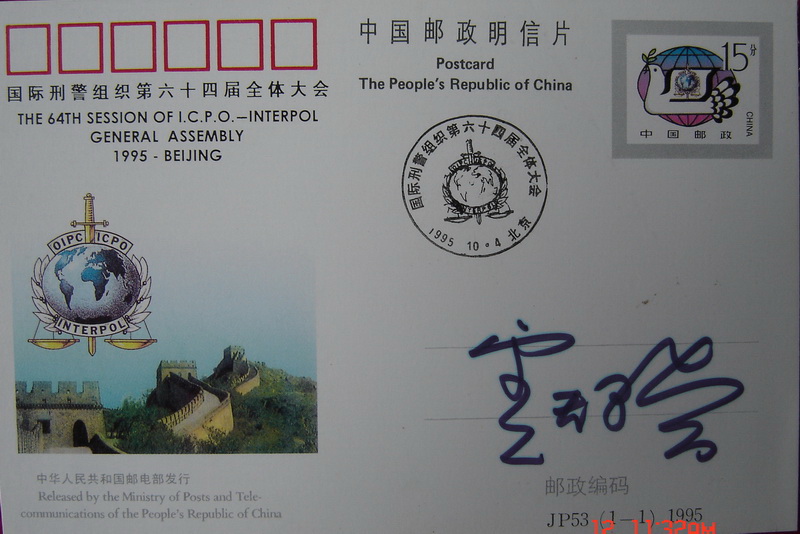 国际刑警组织第六十四届全体大会
THE 64TH SESSION OF I.C.P.O.—INTERPOL
GENERAL ASSEMBLY
1995 - BEIJING
中国邮政明信片
Postcard
The People's Republic of China
15分
CHINA
中国邮政
国际刑警组织第六十四届全体大会
INTERPOL
1995 10·4 北京
OIPC ICPO
INTERPOL
中华人民共和国邮电部发行
Released by the Ministry of Posts and Tele-
communications of the People's Republic of China
邮政编码
JP53 (1—1) 1995
12 11:32AM